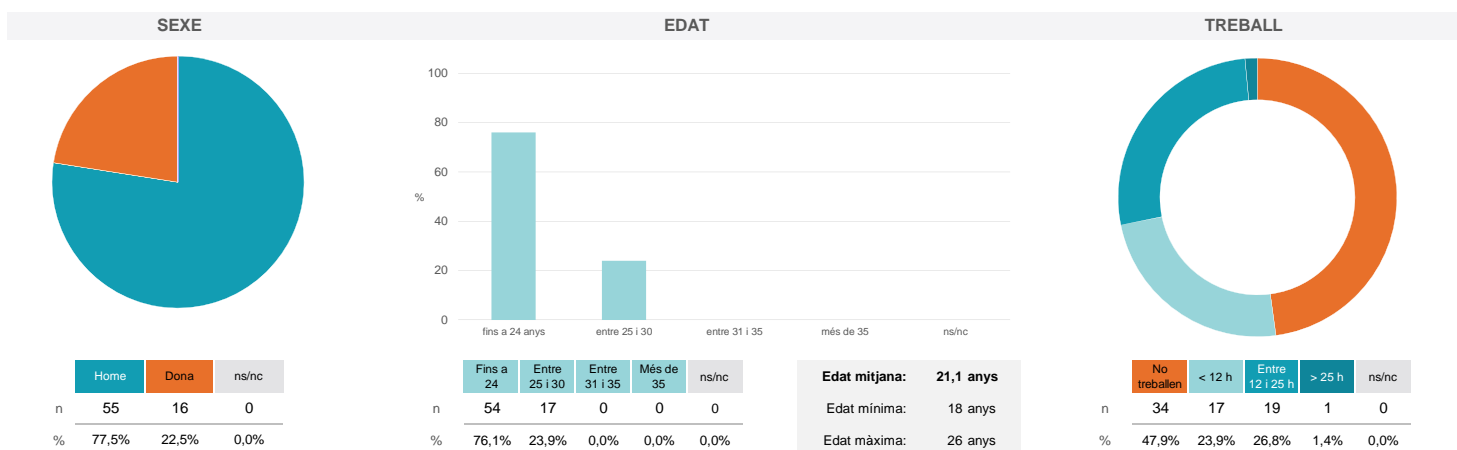 SEXE
EDAT
TREBALL
100
80
60
%
40
20
0
fins a 24 anys
entre 25 i 30
entre 31 i 35
més de 35
ns/nc
Home Dona ns/nc
n 55 16 0
% 77,5% 22,5% 0,0%
Fins a 24 Entre 25 i 30 Entre 31 i 35 Més de 35 ns/nc
n 54 17 0 0 0
% 76,1% 23,9% 0,0% 0,0% 0,0%
Edat mitjana: 21,1 anys
Edat mínima: 18 anys
Edat màxima: 26 anys
No treballen < 12 h Entre 12 i 25 h > 25 h ns/nc
n 34 17 19 1 0
% 47,9% 23,9% 26,8% 1,4% 0,0%